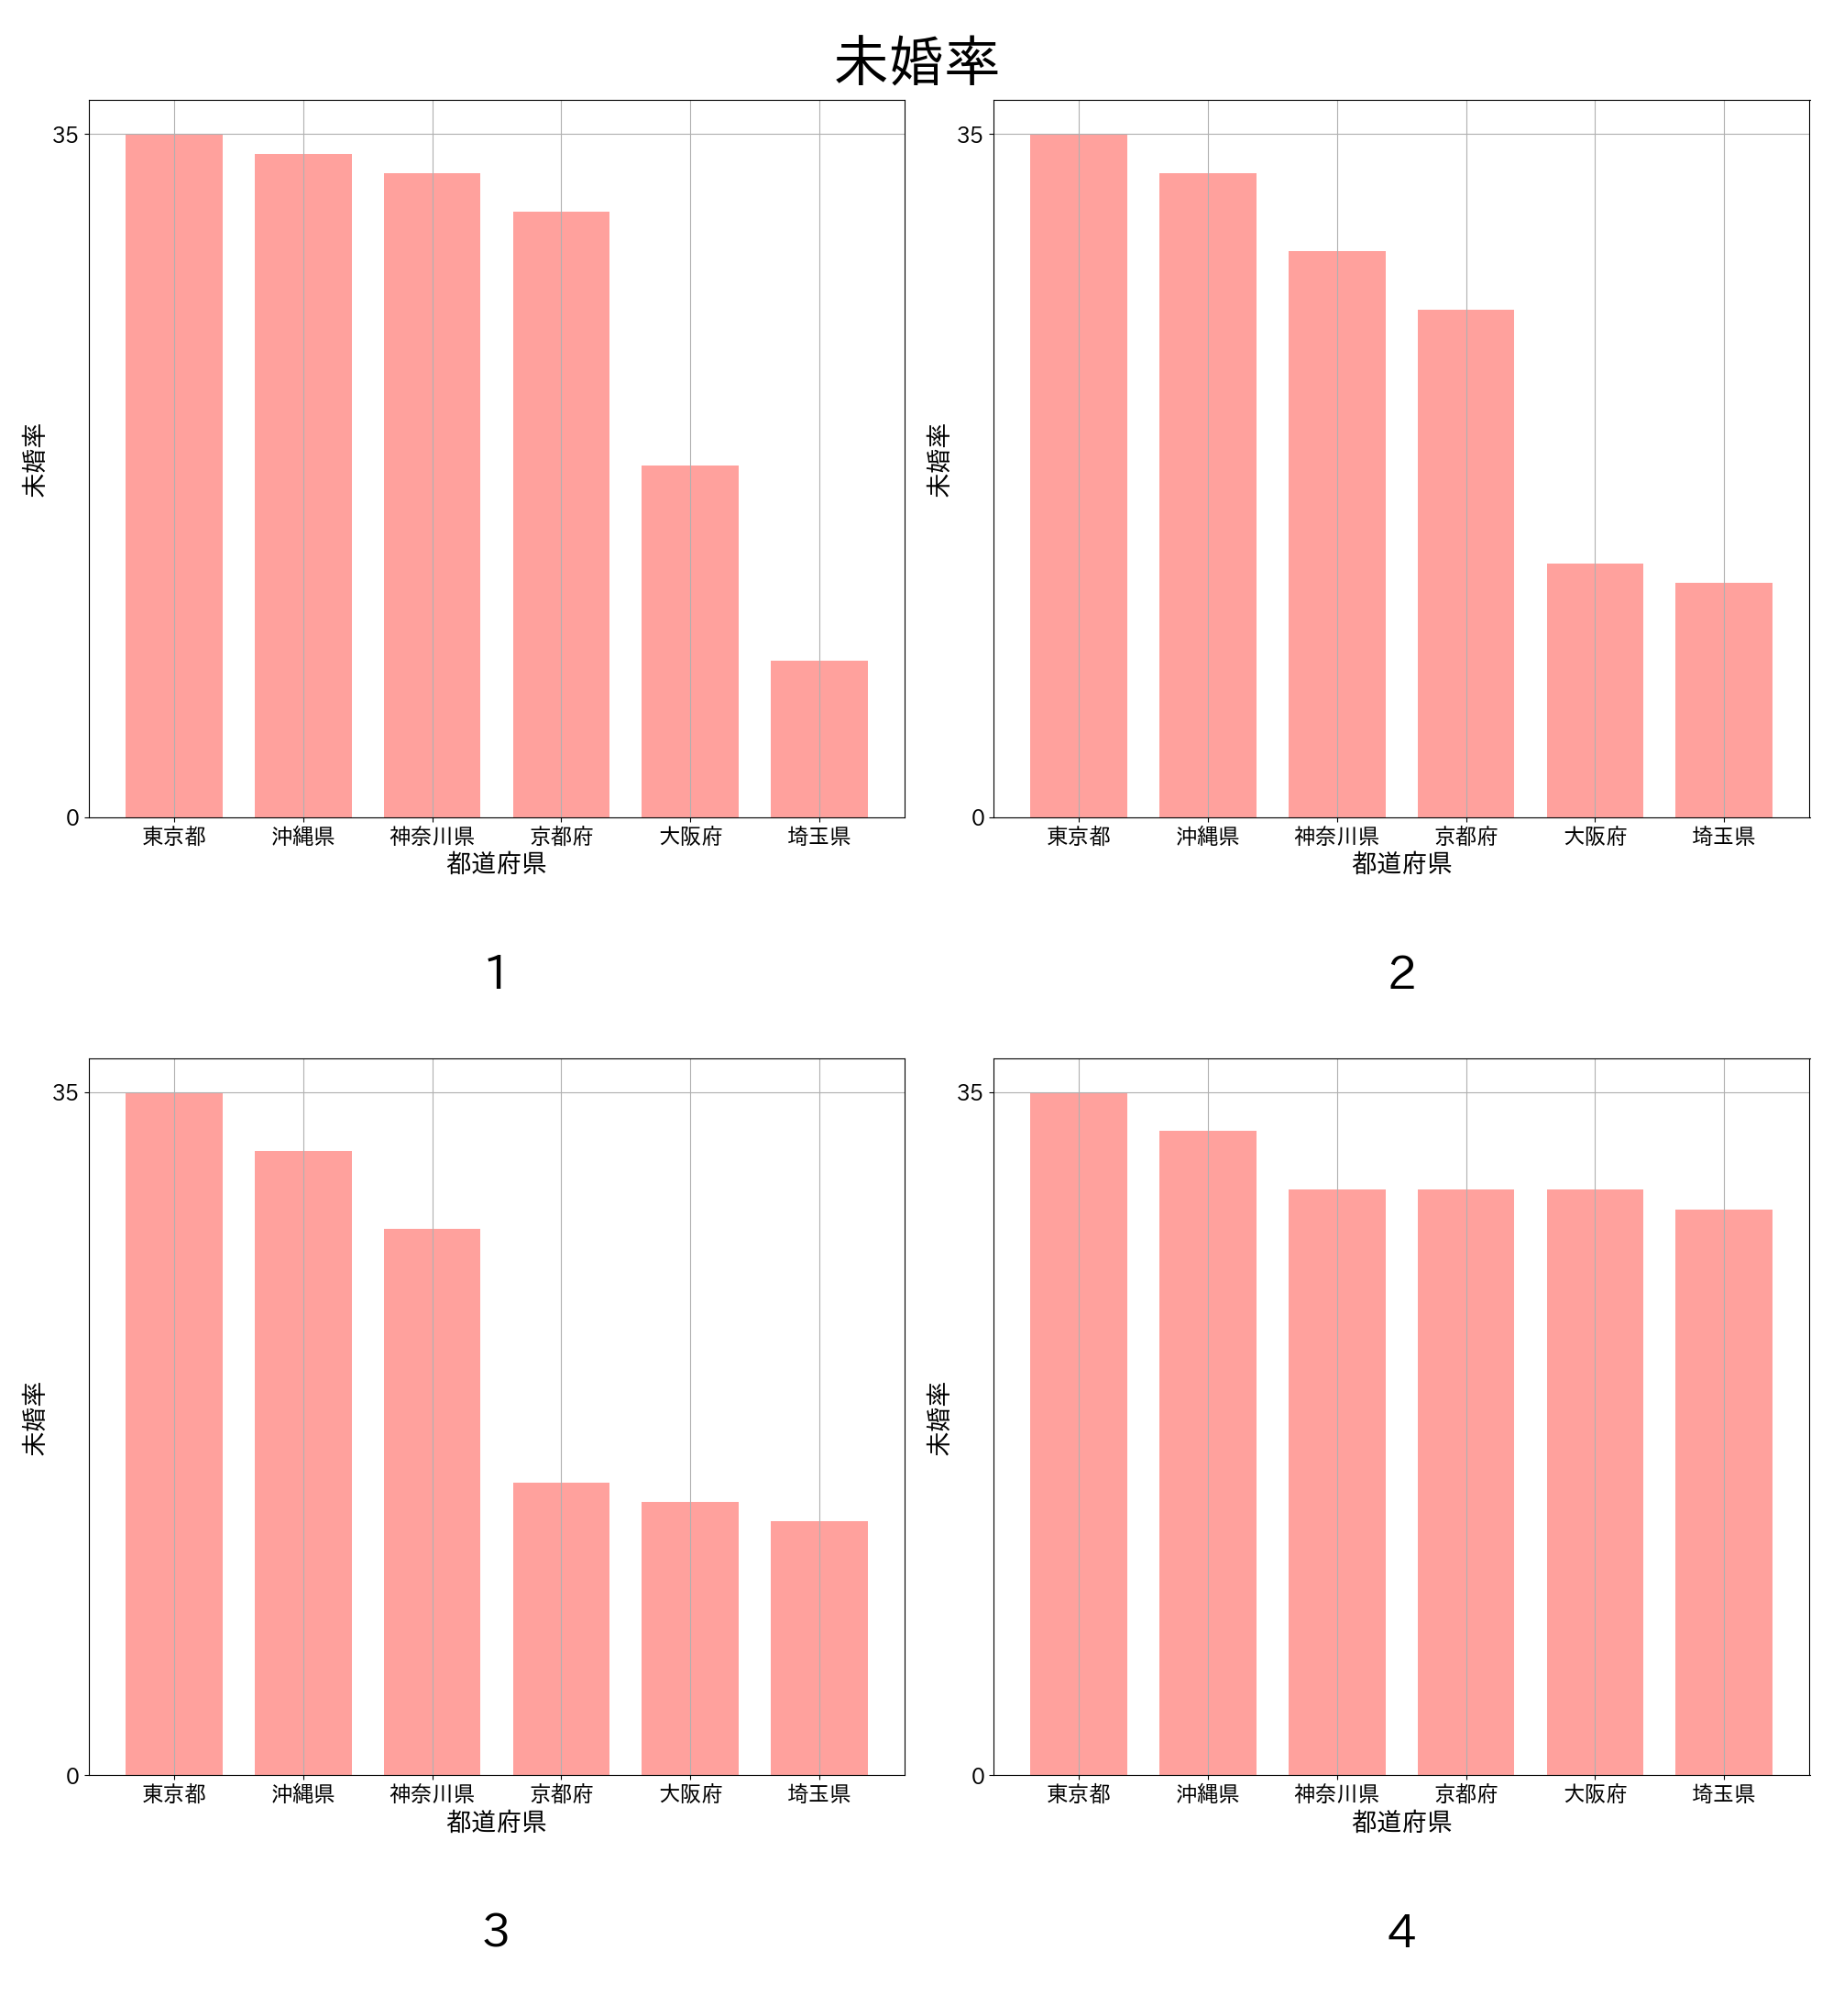 未婚率
35
0
未婚率
東京都 沖縄県 神奈川県 京都府 大阪府 埼玉県
都道府県
1
35
0
未婚率
東京都 沖縄県 神奈川県 京都府 大阪府 埼玉県
都道府県
2
35
0
未婚率
東京都 沖縄県 神奈川県 京都府 大阪府 埼玉県
都道府県
3
35
0
未婚率
東京都 沖縄県 神奈川県 京都府 大阪府 埼玉県
都道府県
4